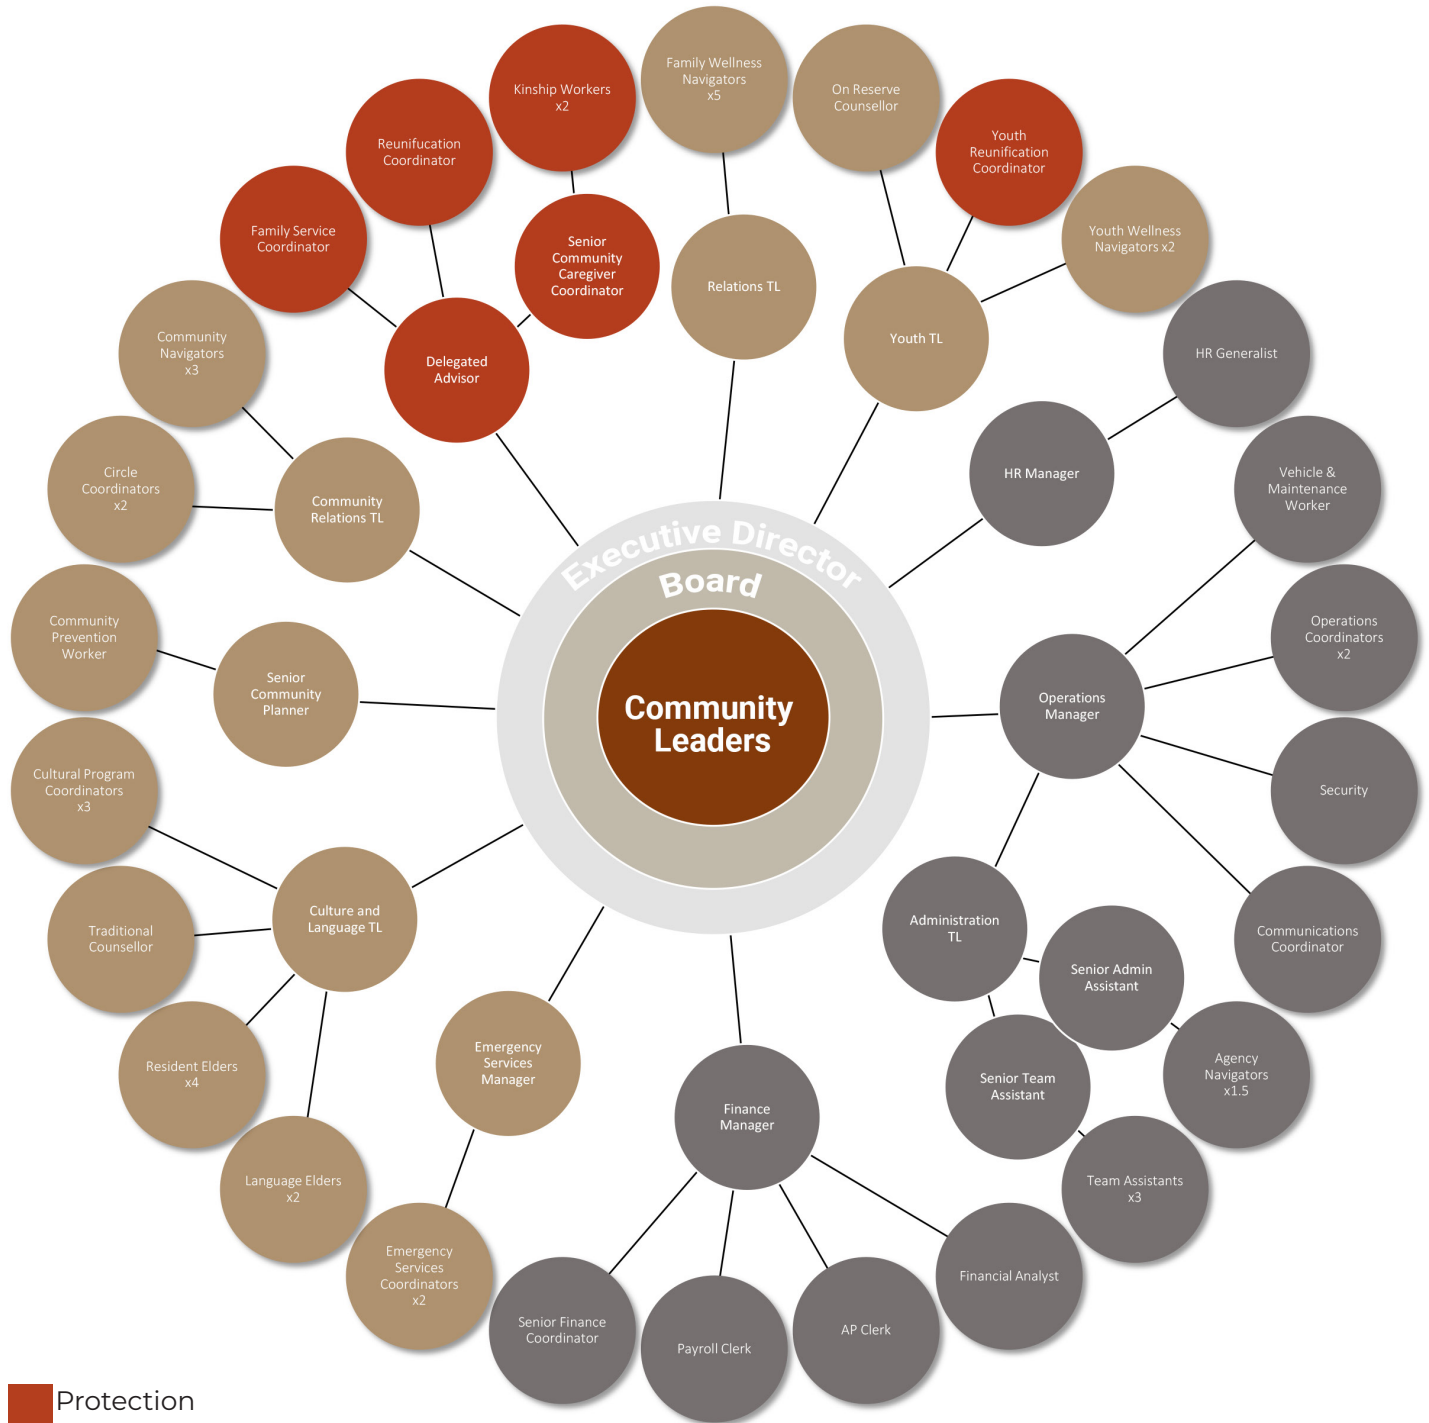 Kinship Workers
x2
Family Wellness
Navigators
x5
On Reserve
Counsellor
Reunifucation
Coordinator
Youth
Reunification
Coordinator
Family Service
Coordinator
Senior
Community
Caregiver
Coordinator
Relations TL
Youth Wellness
Navigators x2
Community
Navigators
x3
Delegated
Advisor
Youth TL
HR Generalist
Circle
Coordinators
x2
Community
Relations TL
HR Manager
Vehicle &
Maintenance
Worker
Executive Director
Board
Community
Leaders
Community
Prevention
Worker
Senior
Community
Planner
Operations
Manager
Operations
Coordinators
x2
Cultural Program
Coordinators
x3
Security
Traditional
Counsellor
Culture and
Language TL
Administration
TL
Senior Admin
Assistant
Communications
Coordinator
Resident Elders
x4
Emergency
Services
Manager
Finance
Manager
Senior Team
Assistant
Agency
Navigators
x1.5
Language Elders
x2
Team Assistants
x3
Emergency
Services
Coordinators
x2
Senior Finance
Coordinator
Payroll Clerk
AP Clerk
Financial Analyst
Protection